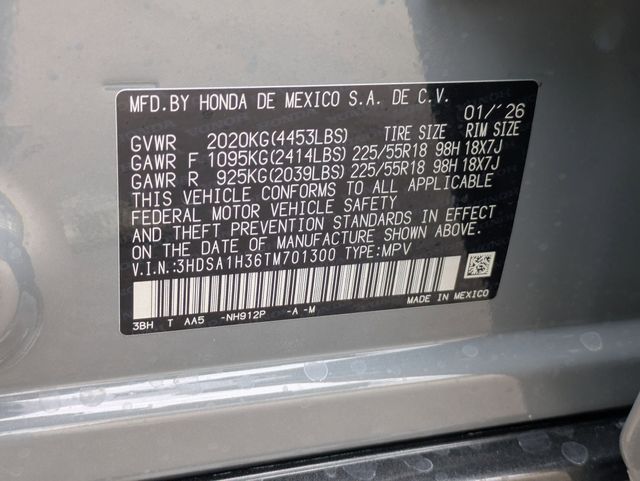 MFD.BY HONDA DE MEXICO S.A. DE C.V. 01/'26
GVWR 2020KG(4453LBS) TIRE SIZE RIM SIZE
GAWR F 1095KG(2414LBS) 225/55R18 98H 18X7J
GAWR R 925KG(2039LBS) 225/55R18 98H 18X7J
THIS VEHICLE CONFORMS TO ALL APPLICABLE
FEDERAL MOTOR VEHICLE SAFETY
AND THEFT PREVENTION STANDARDS IN EFFECT
ON THE DATE OF MANUFACTURE SHOWN ABOVE.
V.I.N.:3HDSA1H36TM701300 TYPE:MPV
MADE IN MEXICO
3BH T AA5 -NH912P -A -M